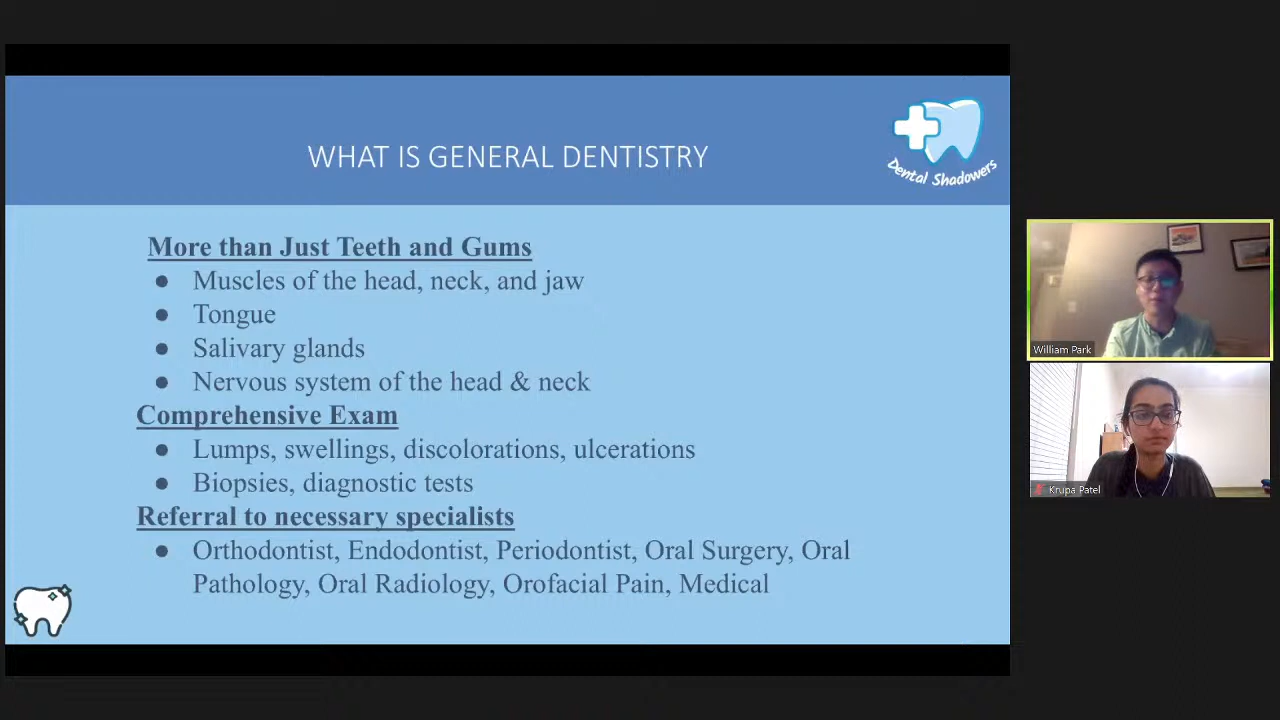 WHAT IS GENERAL DENTISTRY
Dental Shadowers
More than Just Teeth and Gums
● Muscles of the head, neck, and jaw
● Tongue
● Salivary glands
● Nervous system of the head & neck
Comprehensive Exam
● Lumps, swellings, discolorations, ulcerations
● Biopsies, diagnostic tests
Referral to necessary specialists
● Orthodontist, Endodontist, Periodontist, Oral Surgery, Oral
Pathology, Oral Radiology, Orofacial Pain, Medical
William Park
Krupa Patel